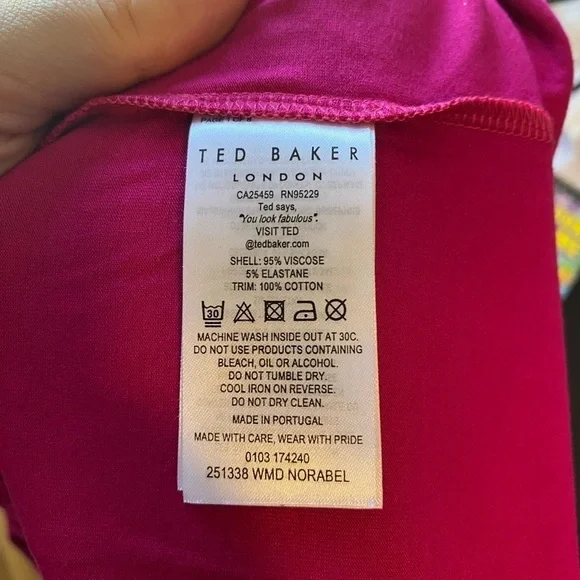 TED BAKER
LONDON
CA25459 RN95229
Ted says,
"You look fabulous".
VISIT TED
@tedbaker.com
SHELL: 95% VISCOSE
5% ELASTANE
TRIM: 100% COTTON
30
MACHINE WASH INSIDE OUT AT 30C.
DO NOT USE PRODUCTS CONTAINING
BLEACH, OIL OR ALCOHOL.
DO NOT TUMBLE DRY.
COOL IRON ON REVERSE.
DO NOT DRY CLEAN.
MADE IN PORTUGAL
MADE WITH CARE, WEAR WITH PRIDE
0103 174240
251338 WMD NORABEL